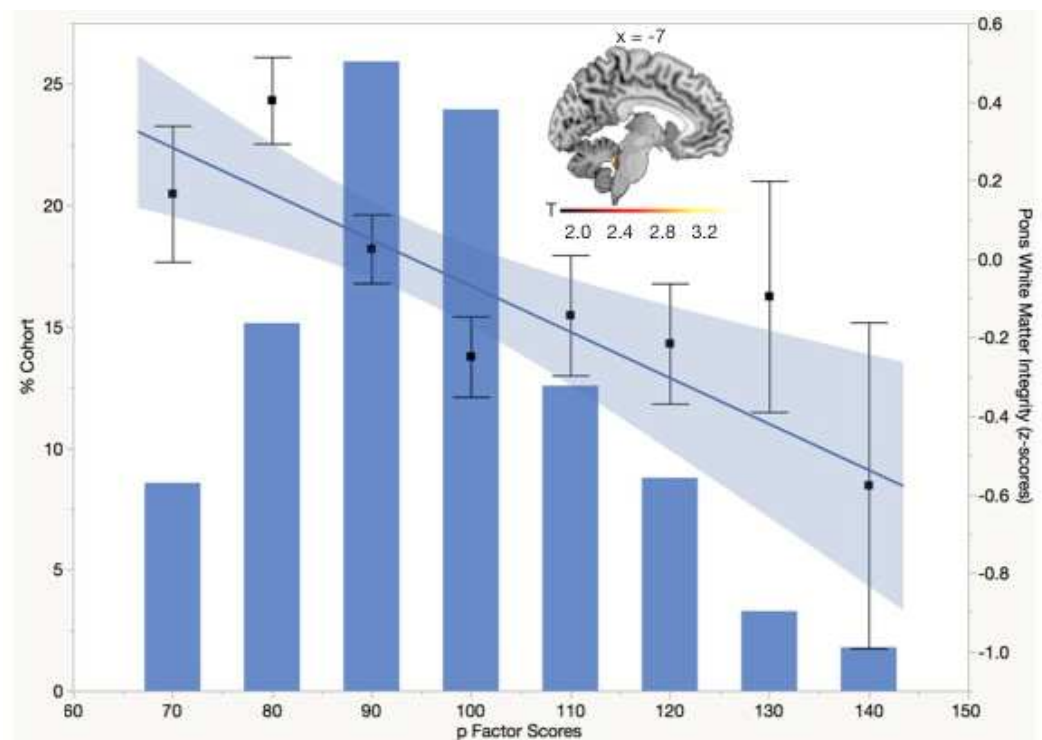 x = -7
T
2.0 2.4 2.8 3.2
% Cohort
25
20
15
10
5
0
0.6
0.4
0.2
0.0
-0.2
-0.4
-0.6
-0.8
-1.0
Pons White Matter Integrity (z-scores)
60 70 80 90 100 110 120 130 140 150
p Factor Scores